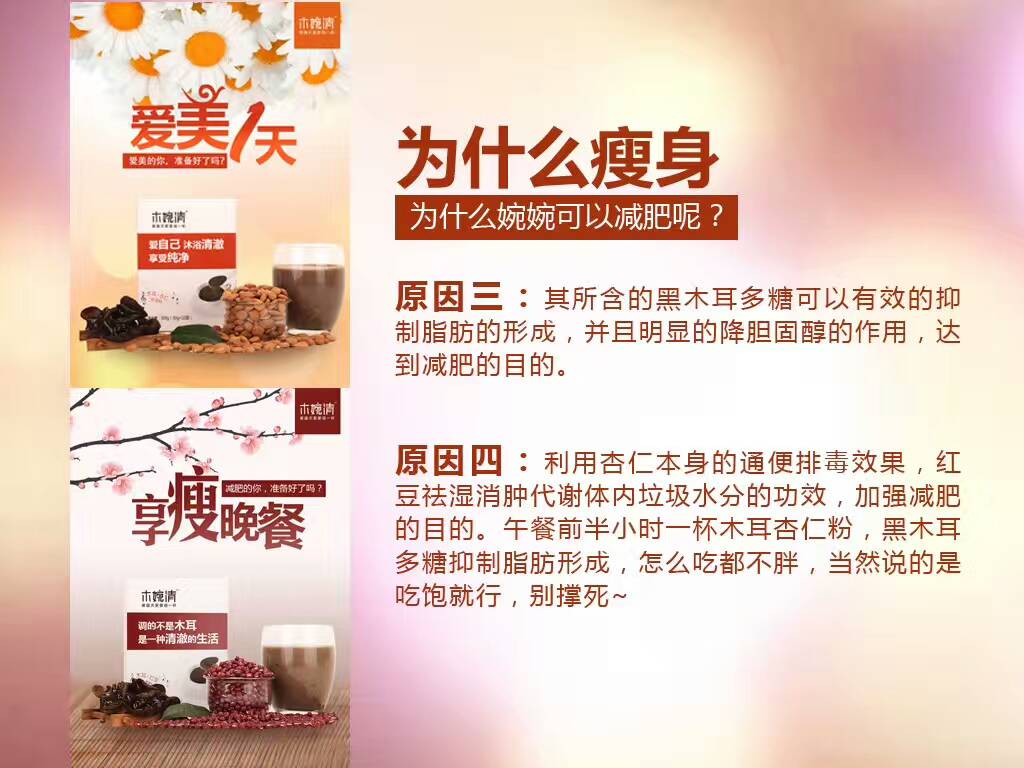 木婉清
爱美1天
爱美的你，准备好了吗?
木婉清
爱自己 沐浴清澈
享受纯净
木婉清
减肥的你，准备好了吗?
享瘦晚餐
木婉清
调的不是木耳
是一种清澈的生活
为什么瘦身
为什么婉婉可以减肥呢？
原因三：其所含的黑木耳多糖可以有效的抑
制脂肪的形成，并且明显的降胆固醇的作用，达
到减肥的目的。
原因四：利用杏仁本身的通便排毒效果，红
豆祛湿消肿代谢体内垃圾水分的功效，加强减肥
的目的。午餐前半小时一杯木耳杏仁粉，黑木耳
多糖抑制脂肪形成，怎么吃都不胖，当然说的是
吃饱就行，别撑死~